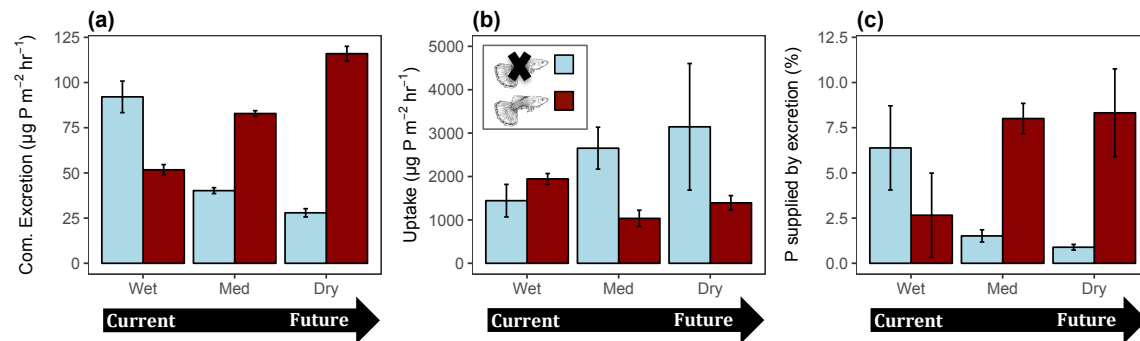 (a)
Com. Excretion (µg P m⁻² hr⁻¹)
125
100
75
50
25
0
Wet Med Dry
Current Future
(b)
Uptake (µg P m⁻² hr⁻¹)
5000
4000
3000
2000
1000
0
Wet Med Dry
Current Future
(c)
P supplied by excretion (%)
12.5
10.0
7.5
5.0
2.5
0.0
Wet Med Dry
Current Future